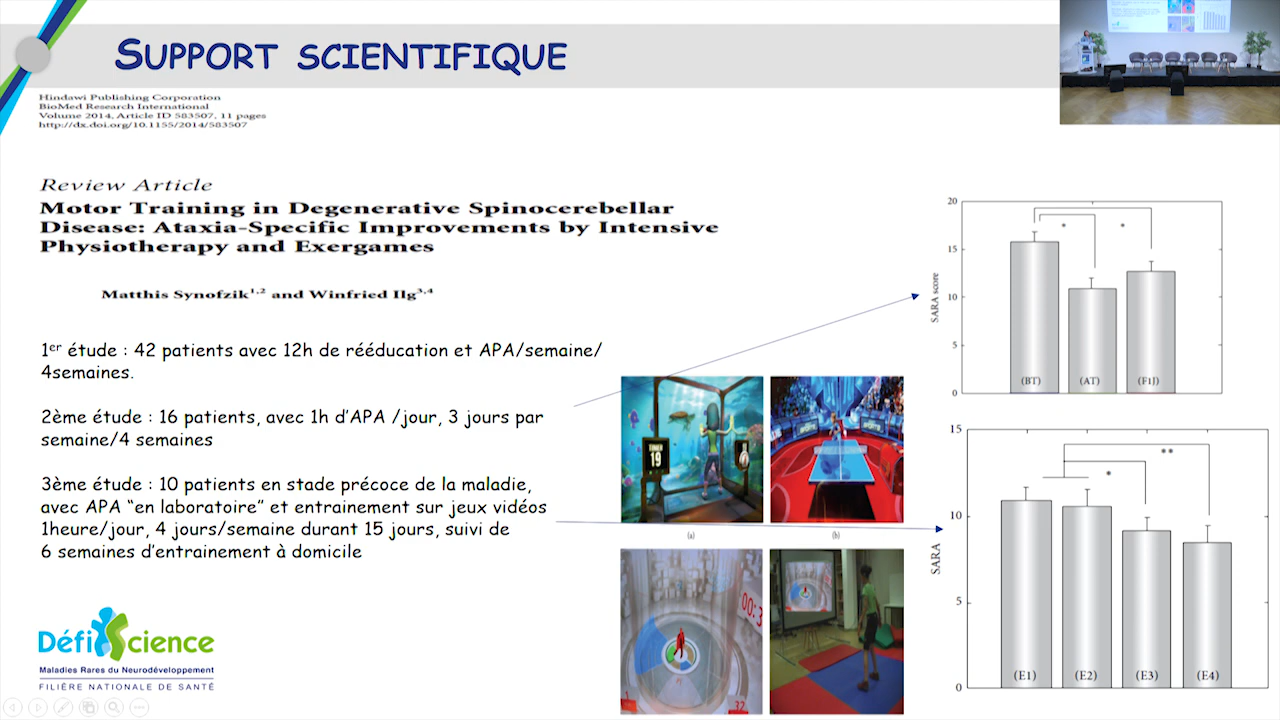 SUPPORT SCIENTIFIQUE
Hindawi Publishing Corporation
BioMed Research International
Volume 2014, Article ID 583507, 11 pages
http://dx.doi.org/10.1155/2014/583507
Review Article
Motor Training in Degenerative Spinocerebellar
Disease: Ataxia-Specific Improvements by Intensive
Physiotherapy and Exergames
Matthis Synofzik1,2 and Winfried Ilg3,4
1er étude : 42 patients avec 12h de rééducation et APA/semaine/
4semaines.
2ème étude : 16 patients, avec 1h d’APA /jour, 3 jours par
semaine/4 semaines
3ème étude : 10 patients en stade précoce de la maladie,
avec APA “en laboratoire” et entrainement sur jeux vidéos
1heure/jour, 4 jours/semaine durant 15 jours, suivi de
6 semaines d’entrainement à domicile
19
(a)
(b)
00:3
32
20
15
10
5
0
SARA score
*
*
(BT)
(AT)
(F1J)
15
10
5
0
SARA
*
**
(E1)
(E2)
(E3)
(E4)
DéfiScience
Maladies Rares du Neurodéveloppement
FILIÈRE NATIONALE DE SANTÉ